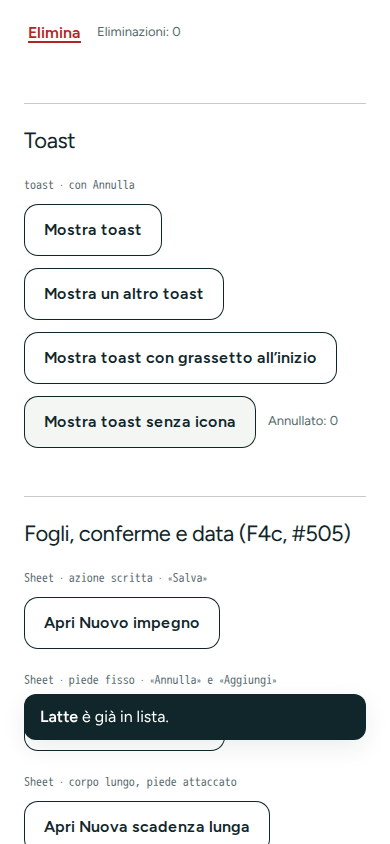 Elimina Eliminazioni: 0
Toast
toast · con Annulla
Mostra toast
Mostra un altro toast
Mostra toast con grassetto all’inizio
Mostra toast senza icona Annullato: 0
Fogli, conferme e data (F4c, #505)
Sheet · azione scritta · «Salva»
Apri Nuovo impegno
Sheet · piede fisso · «Annulla» e «Aggiungi»
Latte è già in lista.
Sheet · corpo lungo, piede attaccato
Apri Nuova scadenza lunga